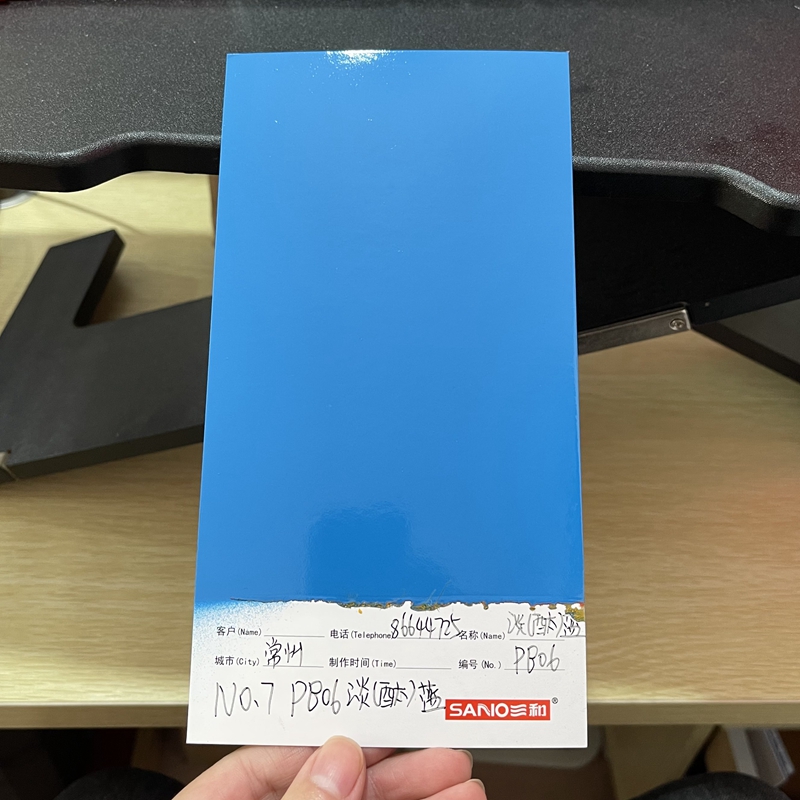 客户(Name) 电话(Telephone 86644725 名称(Name) 淡(酞)蓝
城市(City) 常州 制作时间(Time) 编号(No.) PB06
NO.7 PB06 淡(酞)蓝 SANO三和®